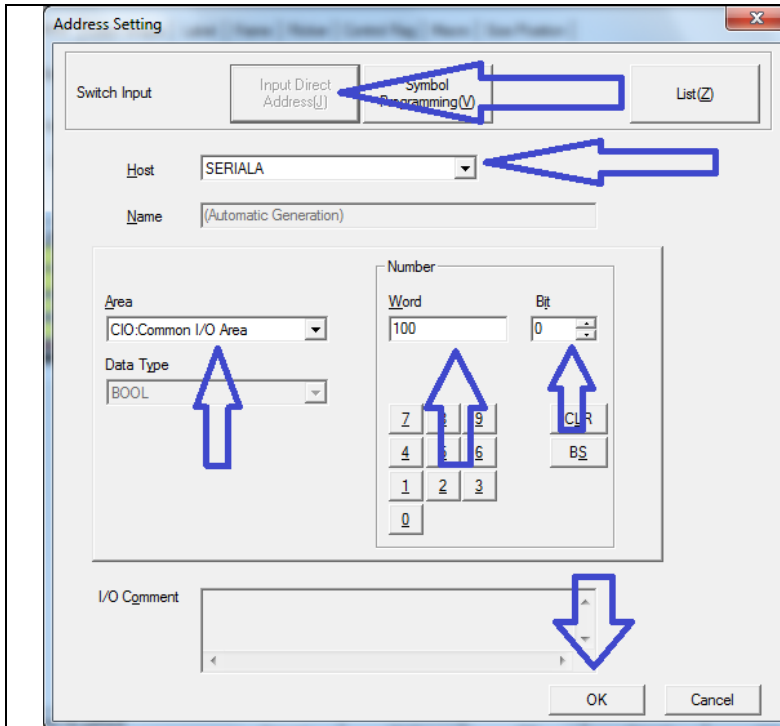 Address Setting
Switch Input
Input Direct
Address(J)
Symbol
Programming(V)
List(Z)
Host
SERIALA
Name
(Automatic Generation)
Number
Area
Word
Bit
CIO:Common I/O Area
100
0
Data Type
BOOL
7 9 CLR
4 6 BS
1 2 3
0
I/O Comment
OK
Cancel